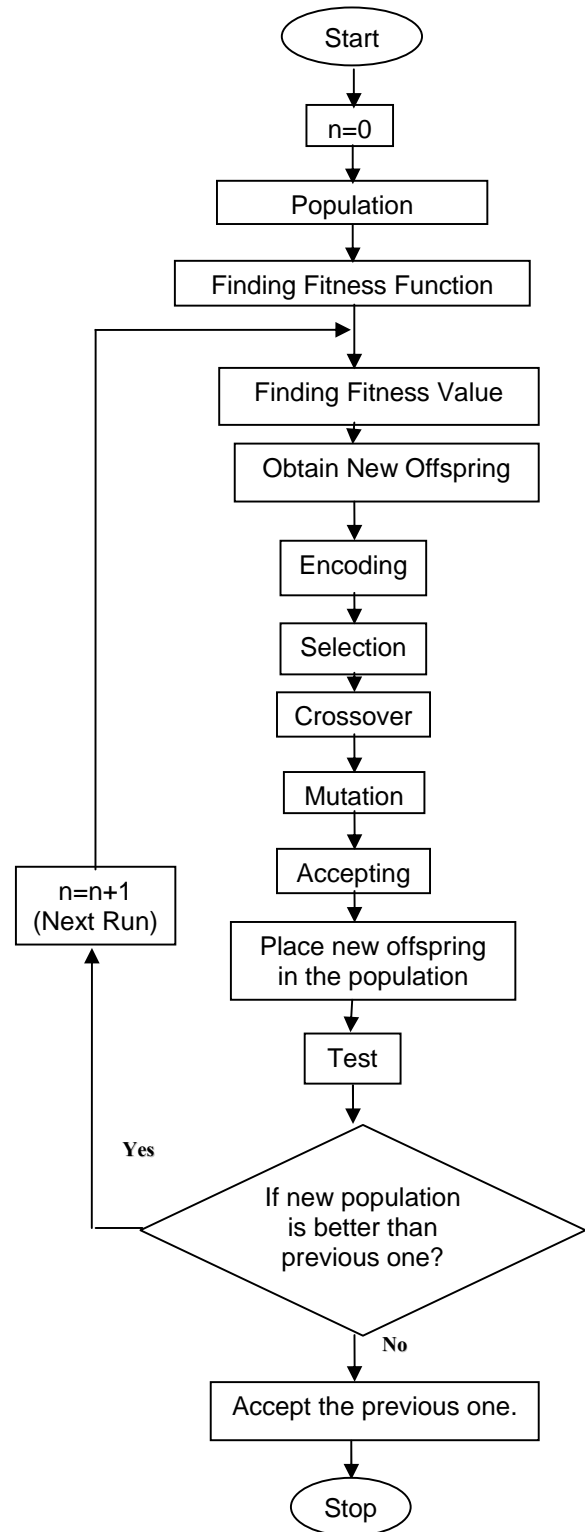 Start
n=0
Population
Finding Fitness Function
Finding Fitness Value
Obtain New Offspring
Encoding
Selection
Crossover
Mutation
Accepting
n=n+1
(Next Run)
Place new offspring
in the population
Test
Yes
If new population
is better than
previous one?
No
Accept the previous one.
Stop